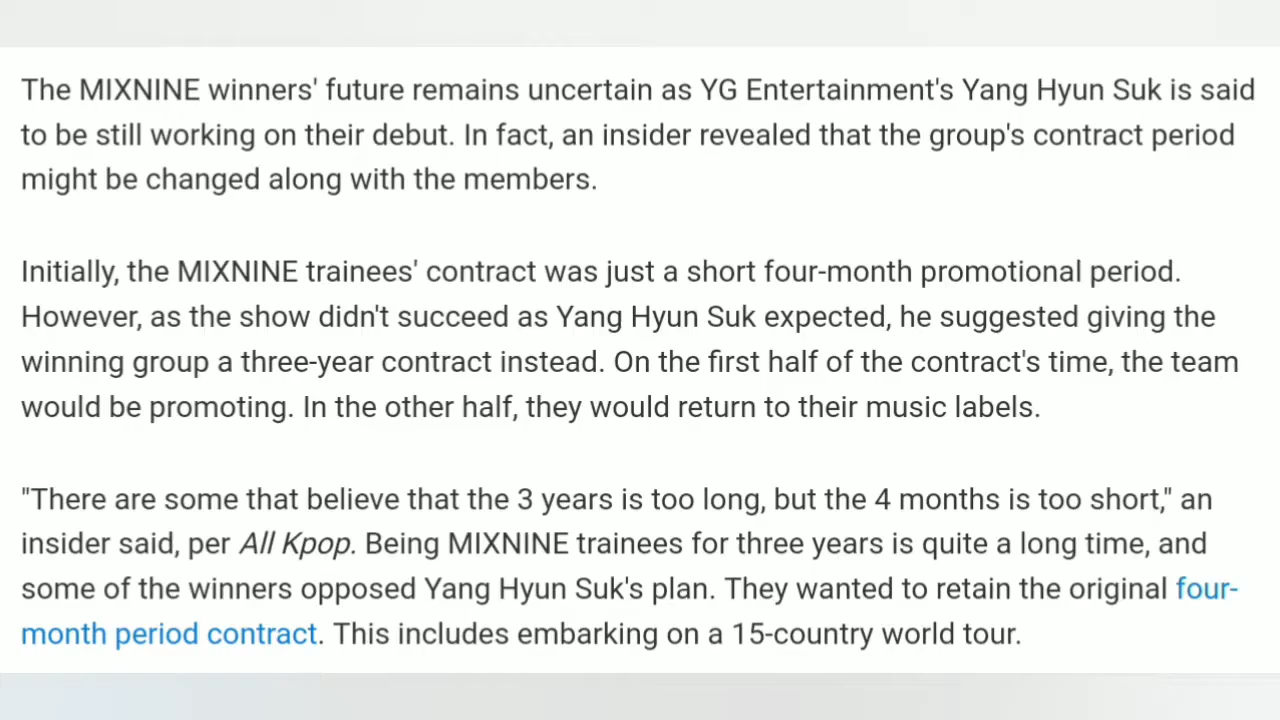 The MIXNINE winners' future remains uncertain as YG Entertainment's Yang Hyun Suk is said
to be still working on their debut. In fact, an insider revealed that the group's contract period
might be changed along with the members.
Initially, the MIXNINE trainees' contract was just a short four-month promotional period.
However, as the show didn't succeed as Yang Hyun Suk expected, he suggested giving the
winning group a three-year contract instead. On the first half of the contract's time, the team
would be promoting. In the other half, they would return to their music labels.
"There are some that believe that the 3 years is too long, but the 4 months is too short," an
insider said, per All Kpop. Being MIXNINE trainees for three years is quite a long time, and
some of the winners opposed Yang Hyun Suk's plan. They wanted to retain the original four-
month period contract. This includes embarking on a 15-country world tour.